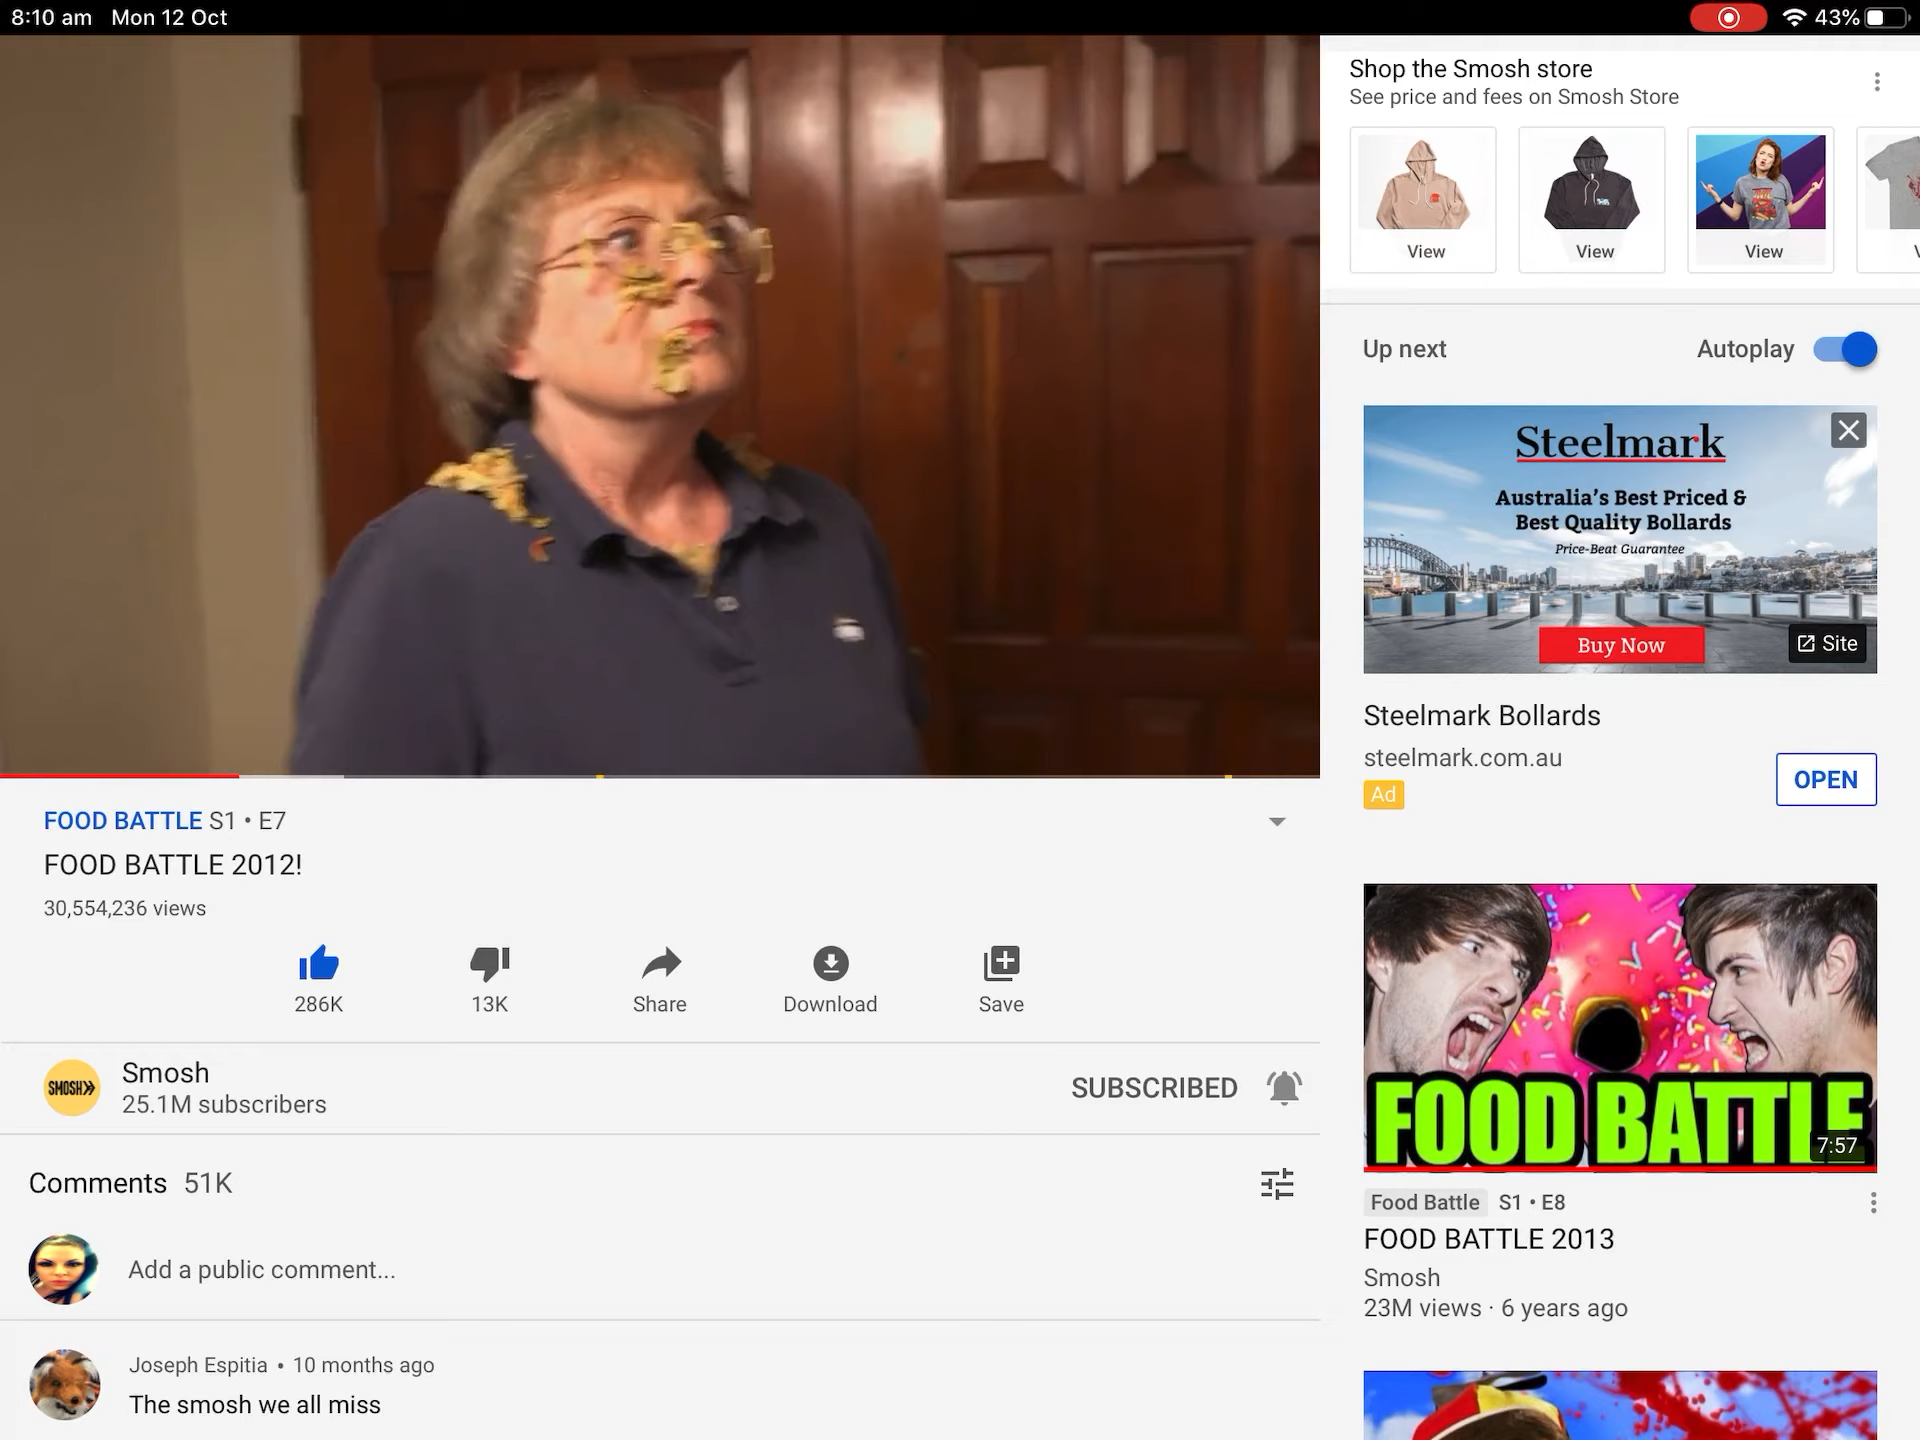 8:10 am Mon 12 Oct
43%
Shop the Smosh store
See price and fees on Smosh Store
View
View
View
Up next
Autoplay
Steelmark
Australia's Best Priced &
Best Quality Bollards
Price-Beat Guarantee
Buy Now
Site
Steelmark Bollards
steelmark.com.au
Ad
OPEN
FOOD BATTLE S1 • E7
FOOD BATTLE 2012!
30,554,236 views
286K
13K
Share
Download
Save
SMOSH
Smosh
25.1M subscribers
SUBSCRIBED
Comments 51K
Add a public comment...
Joseph Espitia • 10 months ago
The smosh we all miss
FOOD BATTLE
7:57
Food Battle S1 • E8
FOOD BATTLE 2013
Smosh
23M views · 6 years ago